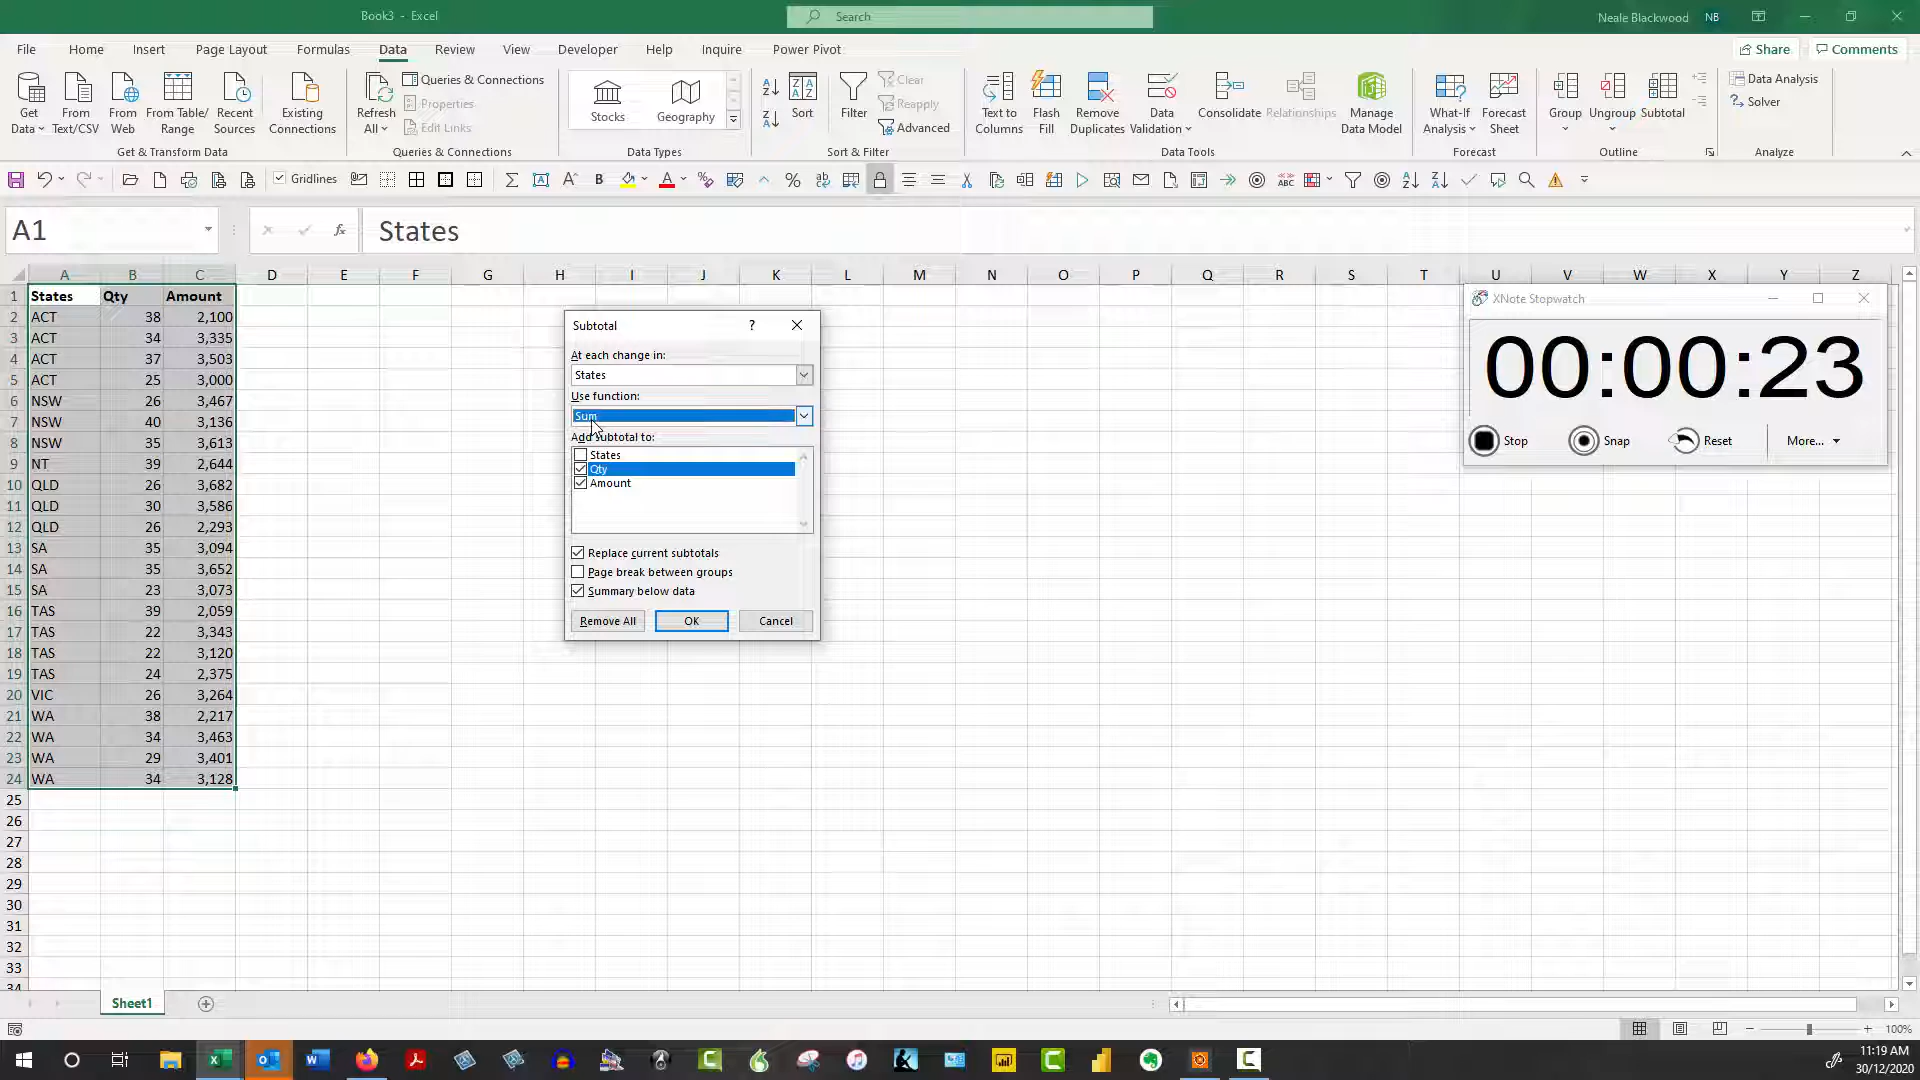 Book3 - Excel
Search
Neale Blackwood NB
File Home Insert Page Layout Formulas Data Review View Developer Help Inquire Power Pivot
Share Comments
Get Data
From Text/CSV
From Web
From Table/ Range
Recent Sources
Existing Connections
Get & Transform Data
Refresh All
Queries & Connections
Properties
Edit Links
Queries & Connections
Stocks Geography
Data Types
Sort
Filter
Clear
Reapply
Advanced
Sort & Filter
Text to Columns
Flash Fill
Remove Duplicates
Data Validation
Consolidate
Relationships
Manage Data Model
Data Tools
What-If Analysis
Forecast Sheet
Forecast
Group
Ungroup
Subtotal
Outline
Data Analysis
Solver
Analyze
Gridlines
A1
fx
States
A B C D E F G H I J K L M N O P Q R S T U V W X Y Z
1 States Qty Amount
2 ACT 38 2,100
3 ACT 34 3,335
4 ACT 37 3,503
5 ACT 25 3,000
6 NSW 26 3,467
7 NSW 40 3,136
8 NSW 35 3,613
9 NT 39 2,644
10 QLD 26 3,682
11 QLD 30 3,586
12 QLD 26 2,293
13 SA 35 3,094
14 SA 35 3,652
15 SA 23 3,073
16 TAS 39 2,059
17 TAS 22 3,343
18 TAS 22 3,120
19 TAS 24 2,375
20 VIC 26 3,264
21 WA 38 2,217
22 WA 34 3,463
23 WA 29 3,401
24 WA 34 3,128
25
26
27
28
29
30
31
32
33
34
Subtotal ?
At each change in:
States
Use function:
Sum
Add subtotal to:
States
Qty
Amount
Replace current subtotals
Page break between groups
Summary below data
Remove All OK Cancel
XNote Stopwatch
00:00:23
Stop Snap Reset More...
Sheet1
100%
11:19 AM
30/12/2020